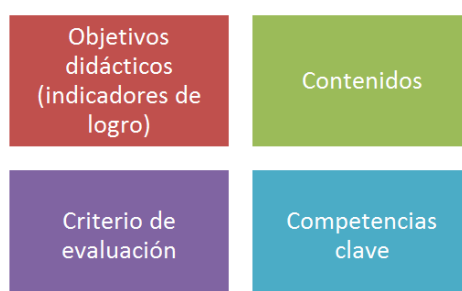 Objetivos
didácticos
(indicadores de
logro)
Contenidos
Criterio de
evaluación
Competencias
clave